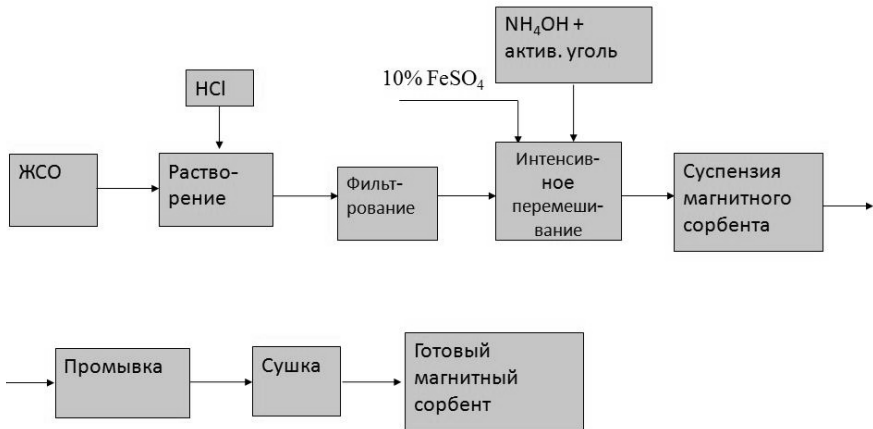 NH₄OH +
актив. уголь
10% FeSO₄
HCl
ЖСО
Раство-
рение
Фильт-
рование
Интенсив-
ное
перемеши-
вание
Суспензия
магнитного
сорбента
Промывка
Сушка
Готовый
магнитный
сорбент